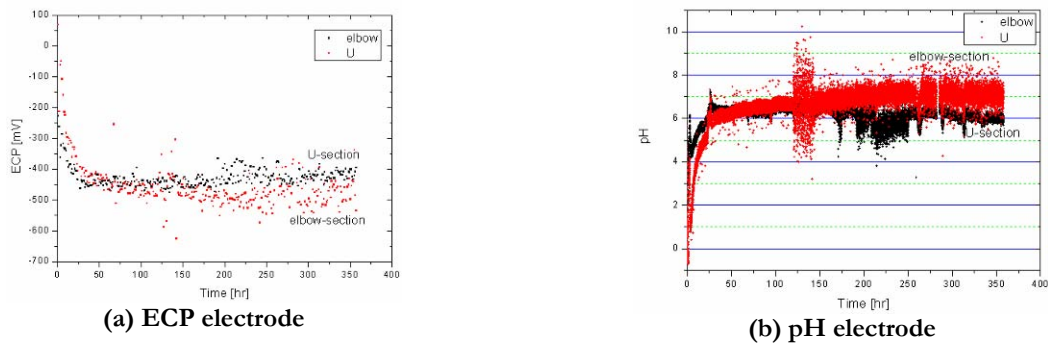 100
0
-100
-200
-300
-400
-500
-600
-700
ECP [mV]
0 50 100 150 200 250 300 350 400
Time [hr]
elbow
U
U-section
elbow-section
(a) ECP electrode
10
8
6
4
2
0
pH
0 50 100 150 200 250 300 350 400
Time [hr]
elbow
U
elbow-section
U-section
(b) pH electrode